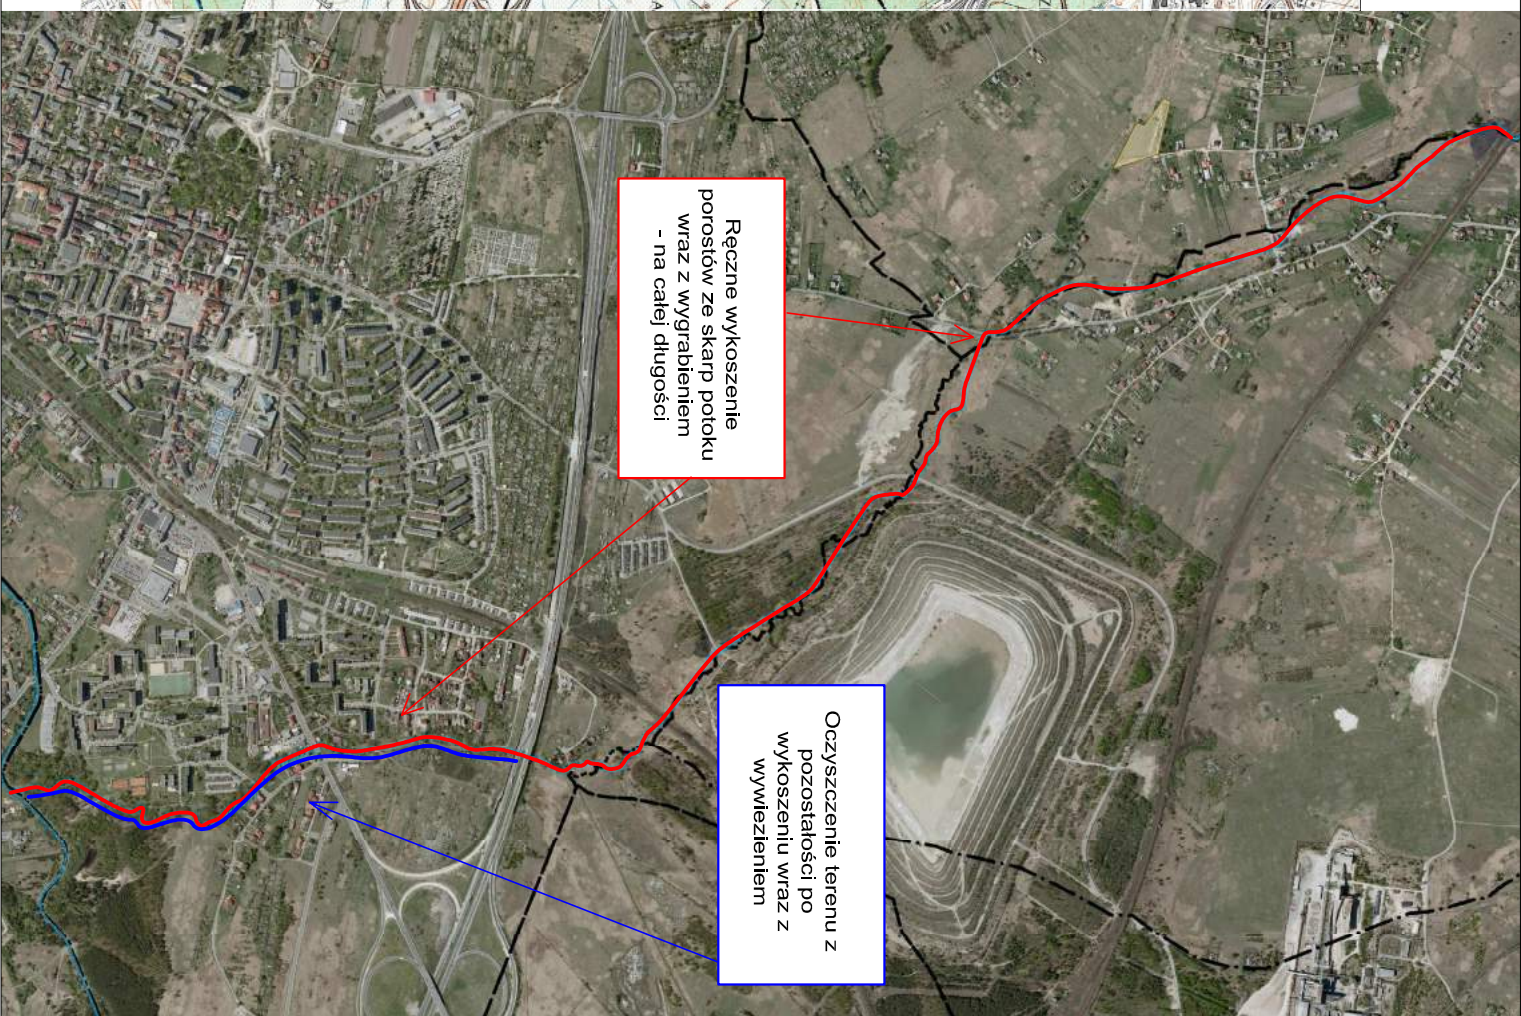 Ręczne wykoszenie
porostów ze skarp potoku
wraz z wygrabieniem
- na całej długości
Oczyszczenie terenu z
pozostałości po
wykoszeniu wraz z
wywiezieniem